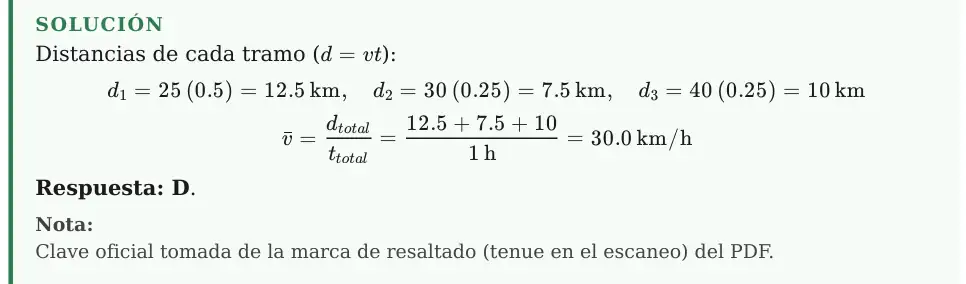 SOLUCIÓN
Distancias de cada tramo (d = vt):
d₁ = 25 (0.5) = 12.5 km,   d₂ = 30 (0.25) = 7.5 km,   d₃ = 40 (0.25) = 10 km
v̄ = d_total / t_total = (12.5 + 7.5 + 10) / 1 h = 30.0 km/h
Respuesta: D.
Nota:
Clave oficial tomada de la marca de resaltado (tenue en el escaneo) del PDF.